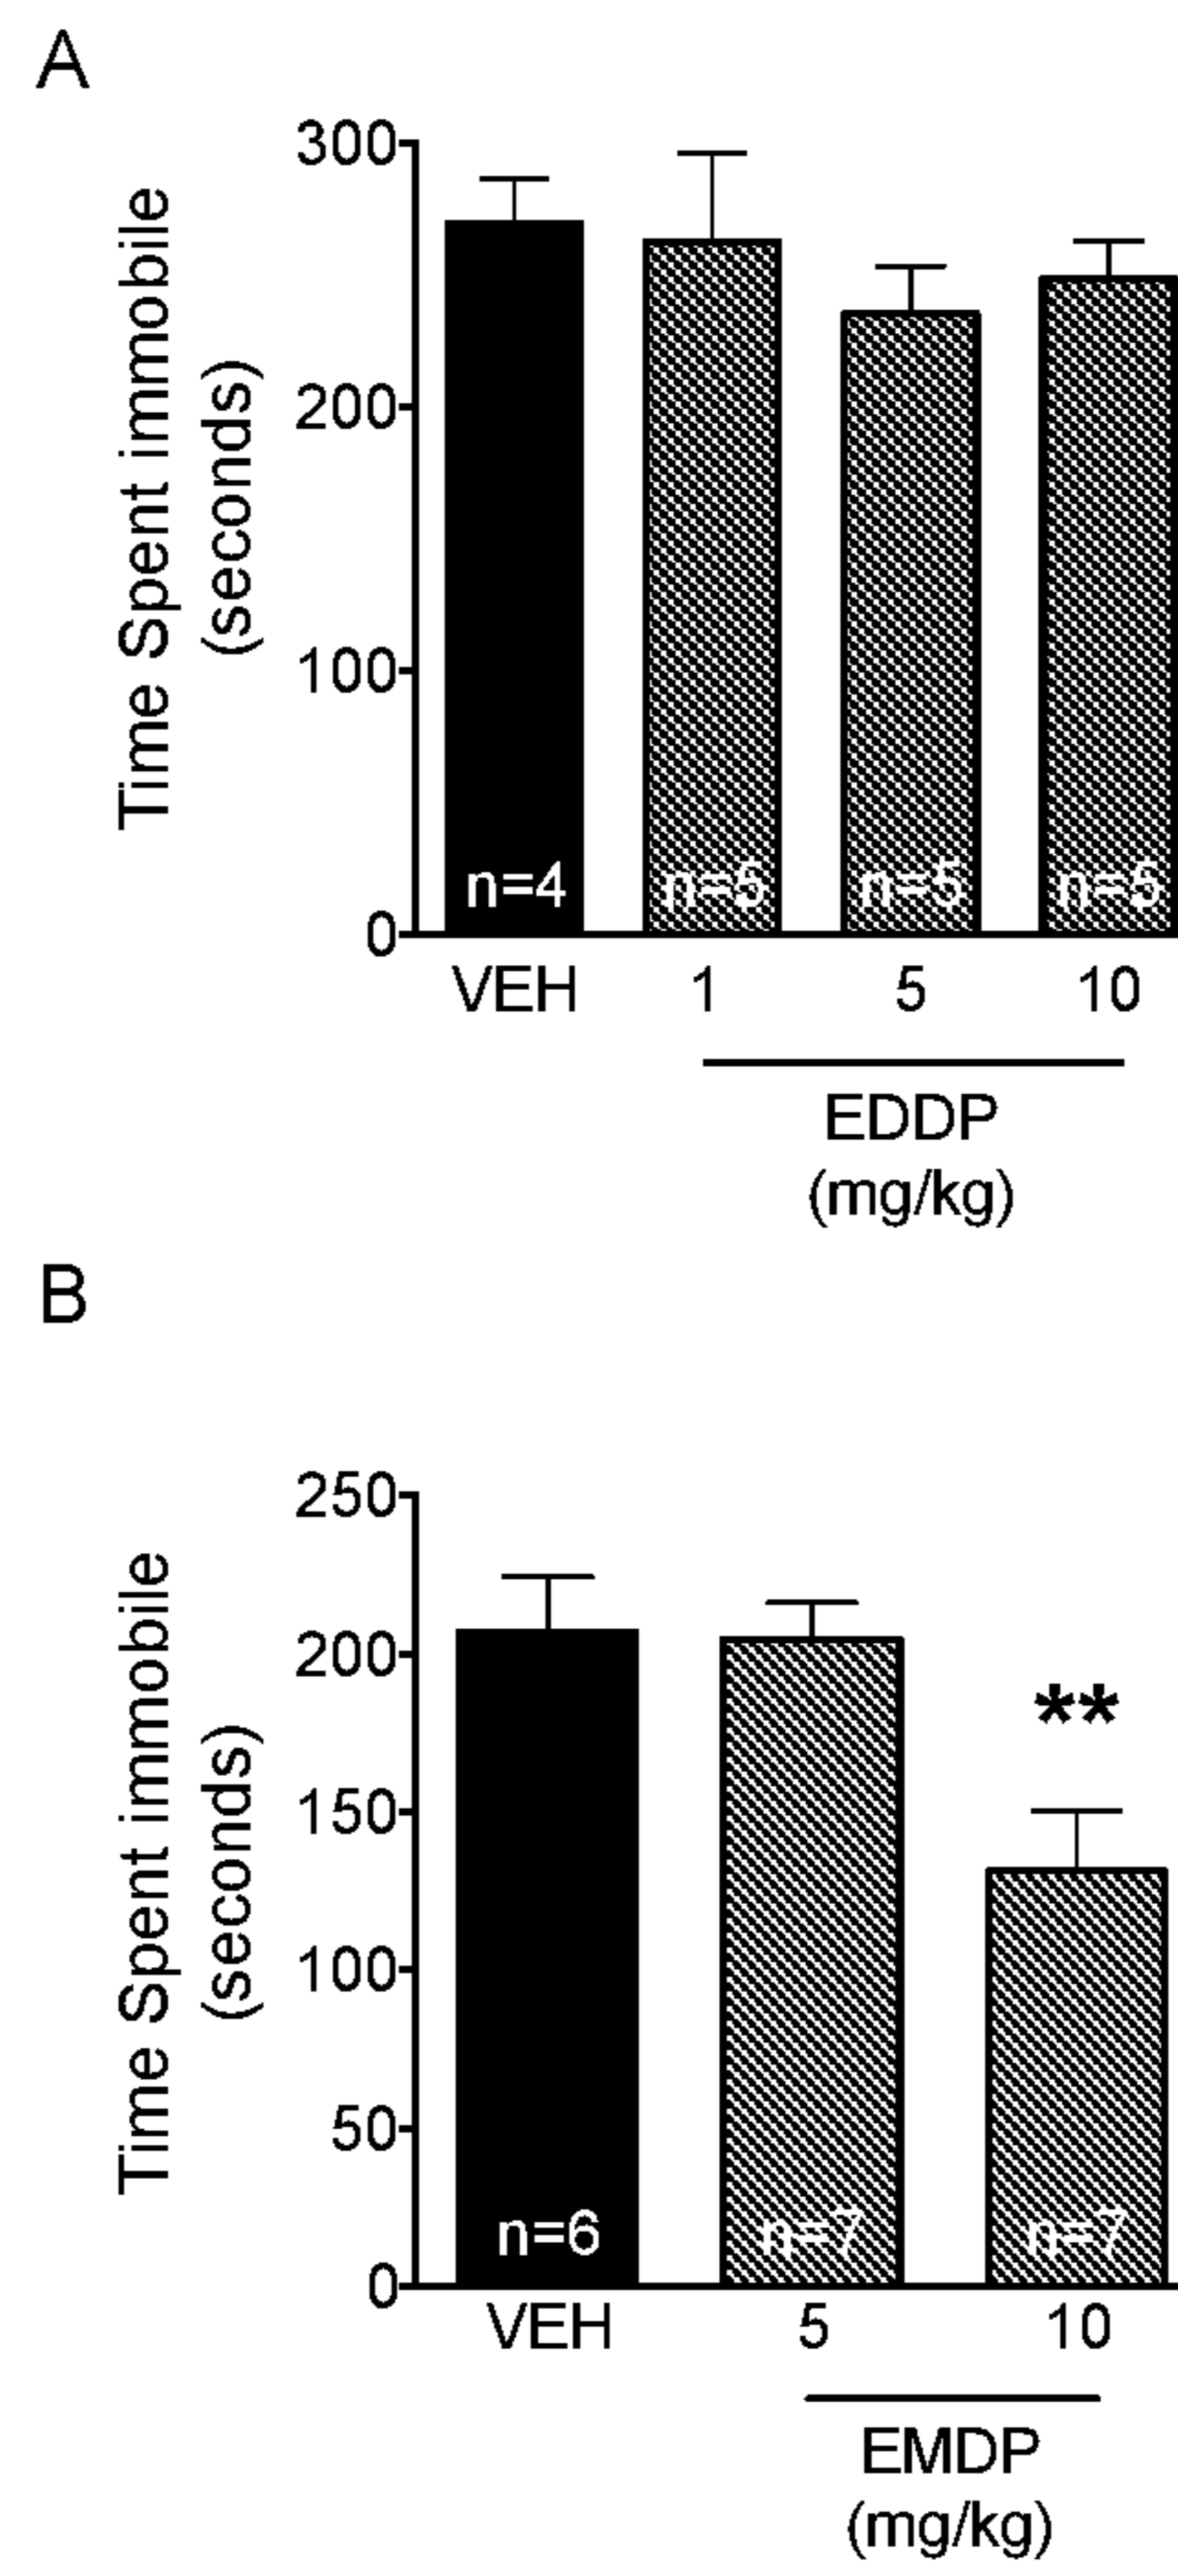 A
Time Spent immobile
(seconds)
300
200
100
0
n=4
n=5
n=5
n=5
VEH
1
5
10
EDDP
(mg/kg)
B
Time Spent immobile
(seconds)
250
200
150
100
50
0
**
n=6
n=7
n=7
VEH
5
10
EMDP
(mg/kg)